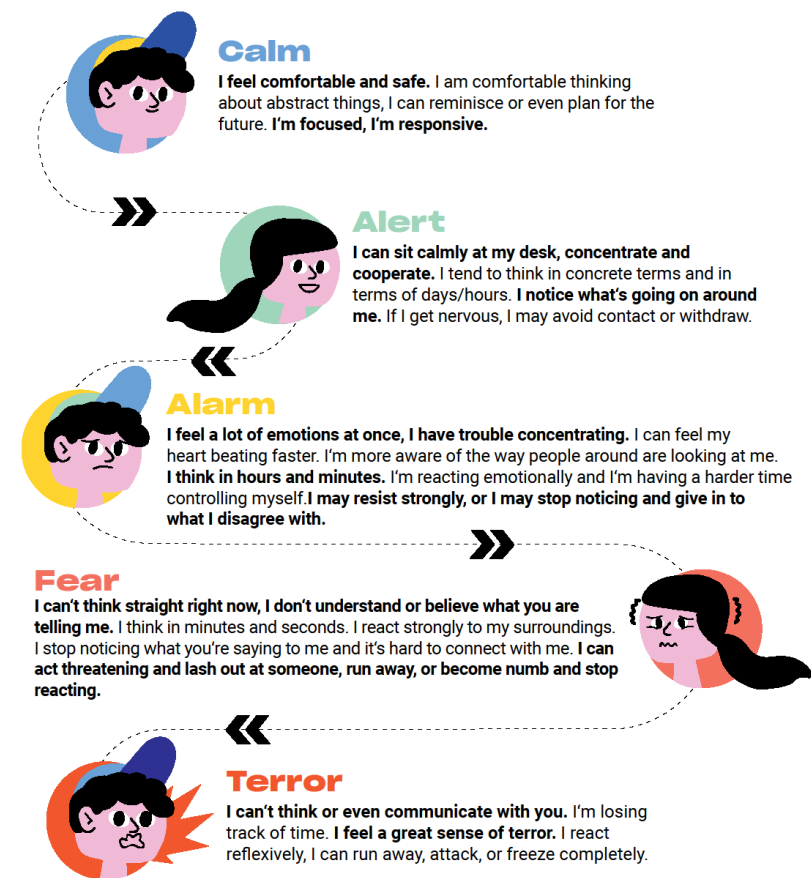 Calm
I feel comfortable and safe. I am comfortable thinking
about abstract things, I can reminisce or even plan for the
future. I‘m focused, I‘m responsive.
Alert
I can sit calmly at my desk, concentrate and
cooperate. I tend to think in concrete terms and in
terms of days/hours. I notice what‘s going on around
me. If I get nervous, I may avoid contact or withdraw.
Alarm
I feel a lot of emotions at once, I have trouble concentrating. I can feel my
heart beating faster. I‘m more aware of the way people around are looking at me.
I think in hours and minutes. I‘m reacting emotionally and I‘m having a harder time
controlling myself.I may resist strongly, or I may stop noticing and give in to
what I disagree with.
Fear
I can‘t think straight right now, I don‘t understand or believe what you are
telling me. I think in minutes and seconds. I react strongly to my surroundings.
I stop noticing what you‘re saying to me and it‘s hard to connect with me. I can
act threatening and lash out at someone, run away, or become numb and stop
reacting.
Terror
I can‘t think or even communicate with you. I‘m losing
track of time. I feel a great sense of terror. I react
reflexively, I can run away, attack, or freeze completely.